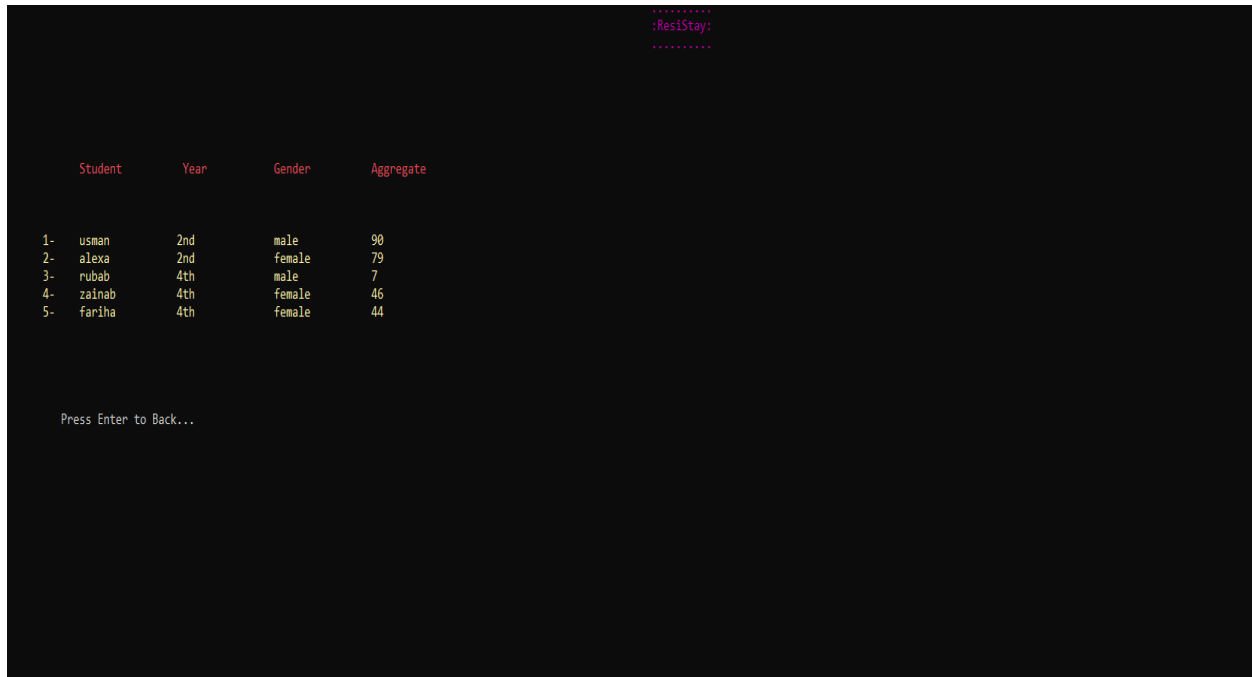 ..........
:ResiStay:
..........
Student Year Gender Aggregate
1- usman 2nd male 90
2- alexa 2nd female 79
3- rubab 4th male 7
4- zainab 4th female 46
5- fariha 4th female 44
Press Enter to Back...